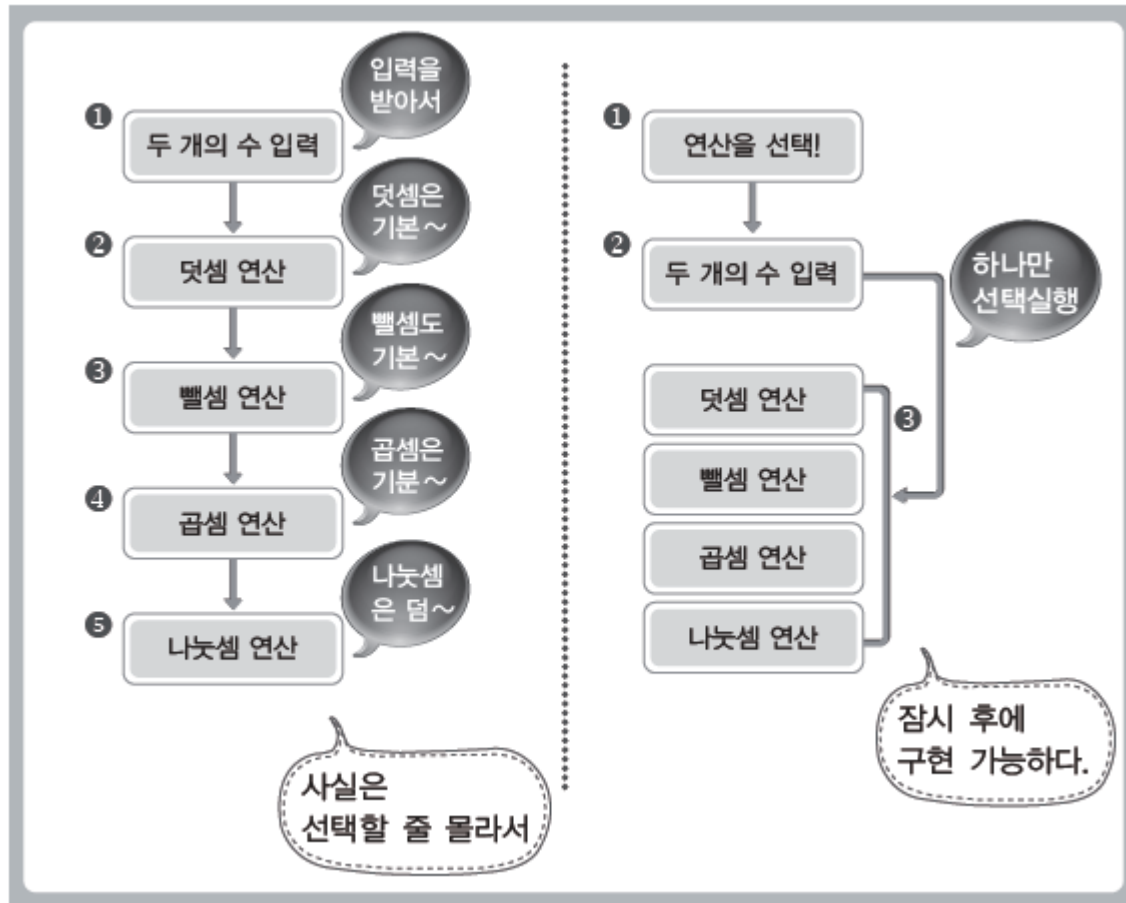 입력을
받아서
❶
두 개의 수 입력
덧셈은
기본~
❷
덧셈 연산
뺄셈도
기본~
❸
뺄셈 연산
곱셈은
기분~
❹
곱셈 연산
나눗셈
은 덤~
❺
나눗셈 연산
사실은
선택할 줄 몰라서
❶
연산을 선택!
❷
두 개의 수 입력
하나만
선택실행
덧셈 연산
❸
뺄셈 연산
곱셈 연산
나눗셈 연산
잠시 후에
구현 가능하다.